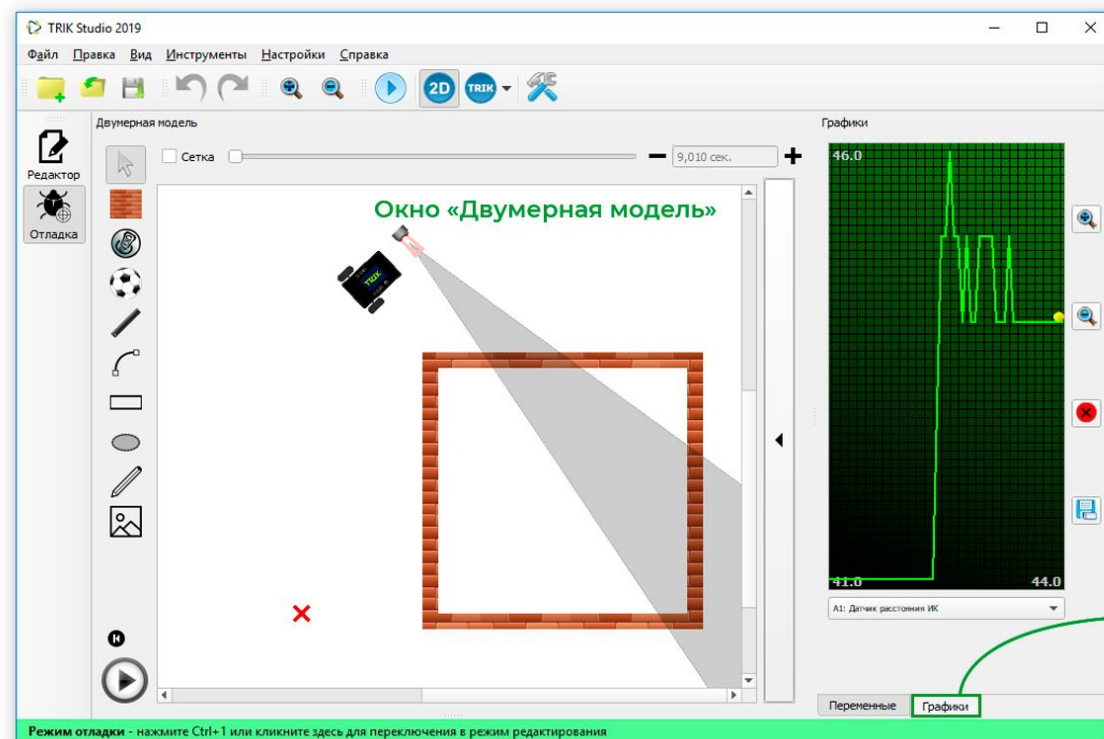 TRIK Studio 2019
Файл Правка Вид Инструменты Настройки Справка
2D TRIK
Двумерная модель
Графики
Редактор
Отладка
Сетка
9,010 сек.
Окно «Двумерная модель»
TRIK
46.0
41.0
44.0
A1: Датчик расстояния ИК
Переменные Графики
Режим отладки - нажмите Ctrl+1 или кликните здесь для переключения в режим редактирования